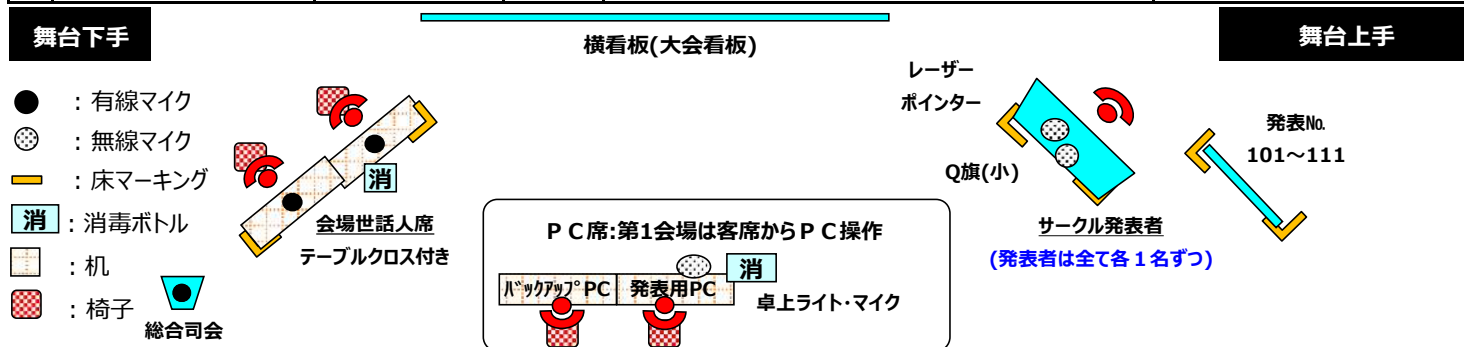 舞台下手
横看板(大会看板)
舞台上手
● ：有線マイク
：無線マイク
：床マーキング
消：消毒ボトル
：机
：椅子
総合司会
消
会場世話人席
テーブルクロス付き
ＰＣ席:第1会場は客席からＰＣ操作
ﾊﾞｯｸｱｯﾌﾟPC
発表用PC
消
卓上ライト・マイク
レーザー
ポインター
Q旗(小)
サークル発表者
(発表者は全て各１名ずつ)
発表№
101～111